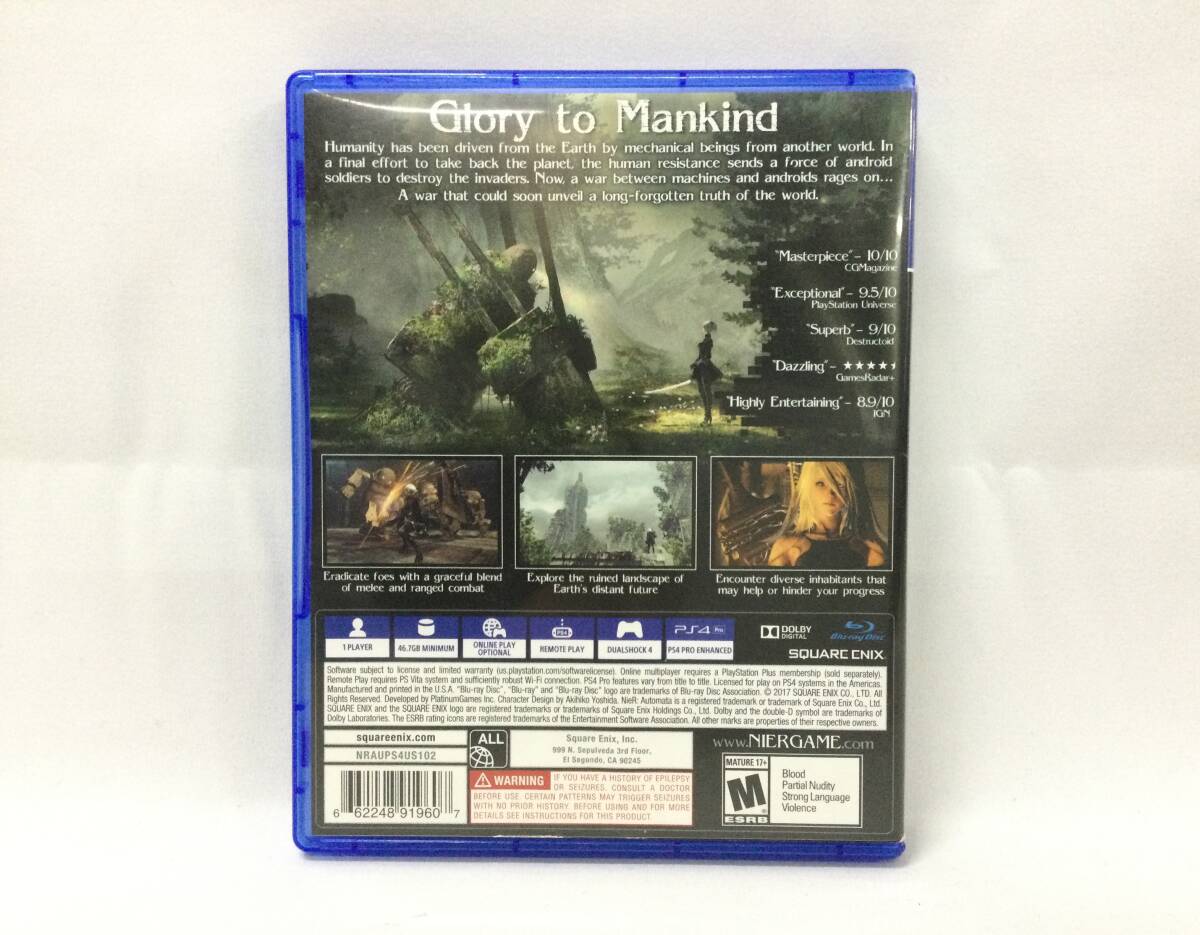 Glory to Mankind
Humanity has been driven from the Earth by mechanical beings from another world. In
a final effort to take back the planet, the human resistance sends a force of android
soldiers to destroy the invaders. Now, a war between machines and androids rages on...
A war that could soon unveil a long-forgotten truth of the world.
"Masterpiece" – 10/10
CGMagazine
"Exceptional" – 9.5/10
PlayStation Universe
"Superb" – 9/10
Destructoid
"Dazzling" – ★★★★⯨
GamesRadar+
"Highly Entertaining" – 8.9/10
IGN
Eradicate foes with a graceful blend
of melee and ranged combat
Explore the ruined landscape of
Earth's distant future
Encounter diverse inhabitants that
may help or hinder your progress
1 PLAYER
46.7GB MINIMUM
ONLINE PLAY
OPTIONAL
PS4
REMOTE PLAY
DUALSHOCK 4
PS4 Pro
PS4 PRO ENHANCED
DOLBY
DIGITAL
Blu-ray Disc
SQUARE ENIX
Software subject to license and limited warranty (us.playstation.com/softwarelicense). Online multiplayer requires a PlayStation Plus membership (sold separately).
Remote Play requires PS Vita system and sufficiently robust Wi-Fi connection. PS4 Pro features vary from title to title. Licensed for play on PS4 systems in the Americas.
Manufactured and printed in the U.S.A. "Blu-ray Disc", "Blu-ray" and "Blu-ray Disc" logo are trademarks of Blu-ray Disc Association. © 2017 SQUARE ENIX CO., LTD. All
Rights Reserved. Developed by PlatinumGames Inc. Character Design by Akihiko Yoshida. NieR: Automata is a registered trademark or trademark of Square Enix Co., Ltd.
SQUARE ENIX and the SQUARE ENIX logo are registered trademarks or trademarks of Square Enix Holdings Co., Ltd. Dolby and the double-D symbol are trademarks of
Dolby Laboratories. The ESRB rating icons are registered trademarks of the Entertainment Software Association. All other marks are properties of their respective owners.
squareenix.com
NRAUPS4US102
6 62248 91960 7
ALL
Square Enix, Inc.
999 N. Sepulveda 3rd Floor,
El Segundo, CA 90245
WARNING IF YOU HAVE A HISTORY OF EPILEPSY
OR SEIZURES, CONSULT A DOCTOR
BEFORE USE. CERTAIN PATTERNS MAY TRIGGER SEIZURES
WITH NO PRIOR HISTORY. BEFORE USING AND FOR MORE
DETAILS SEE INSTRUCTIONS FOR THIS PRODUCT.
www.NIERGAME.com
MATURE 17+
M
ESRB
Blood
Partial Nudity
Strong Language
Violence